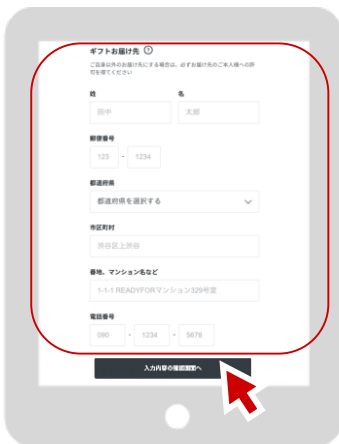 ギフトお届け先 ?
ご自身以外のお届け先にする場合は、必ずお届け先のご本人様への許
可を得てください
姓 名
田中 太郎
郵便番号
123 - 1234
都道府県
都道府県を選択する
市区町村
渋谷区上渋谷
番地、マンション名など
1-1-1 READYFORマンション329号室
電話番号
090 - 1234 - 5678
入力内容の確認画面へ